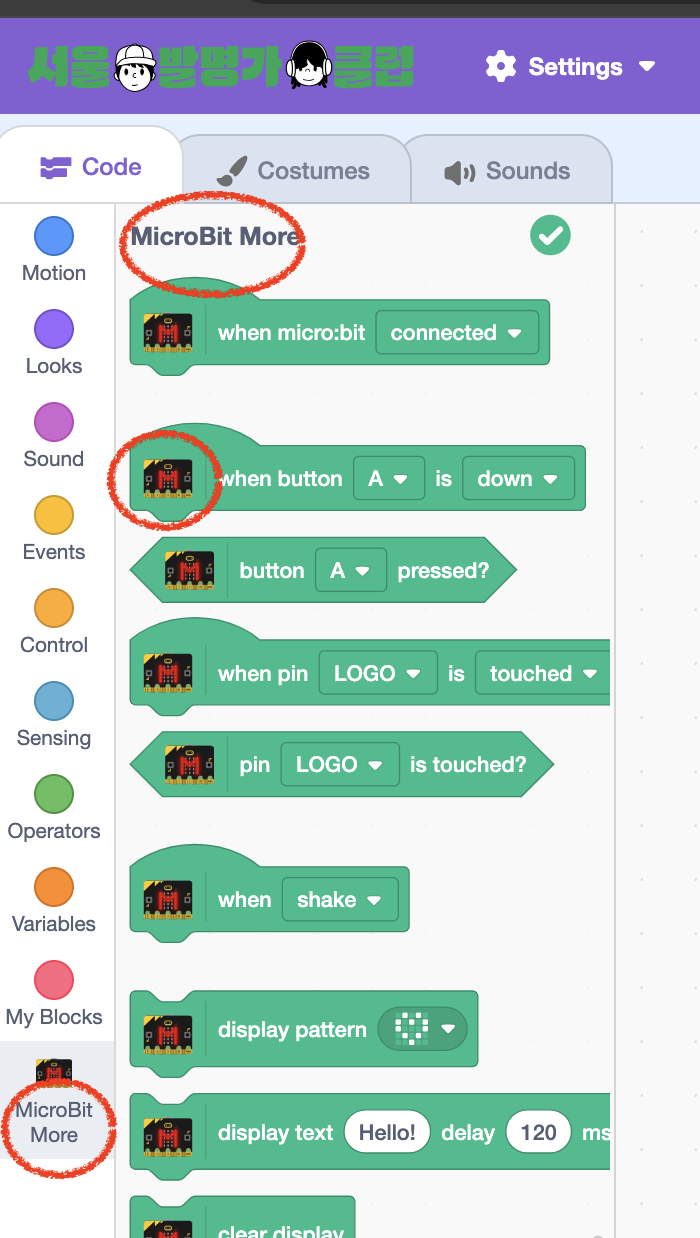 서울발명가클럽
Settings
Code
Costumes
Sounds
Motion
Looks
Sound
Events
Control
Sensing
Operators
Variables
My Blocks
MicroBit
More
MicroBit More
when micro:bit connected
when button A is down
button A pressed?
when pin LOGO is touched
pin LOGO is touched?
when shake
display pattern
display text Hello! delay 120 ms
clear display